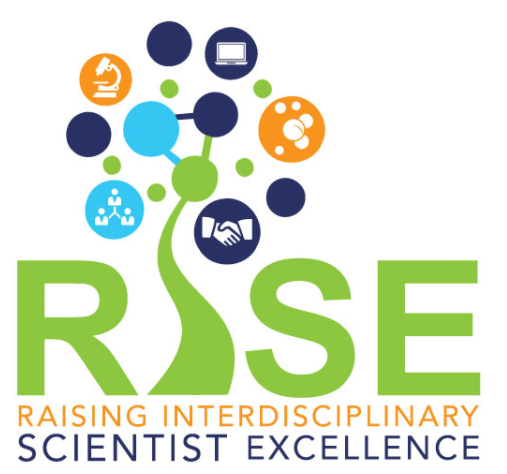 RISE
RAISING INTERDISCIPLINARY
SCIENTIST EXCELLENCE